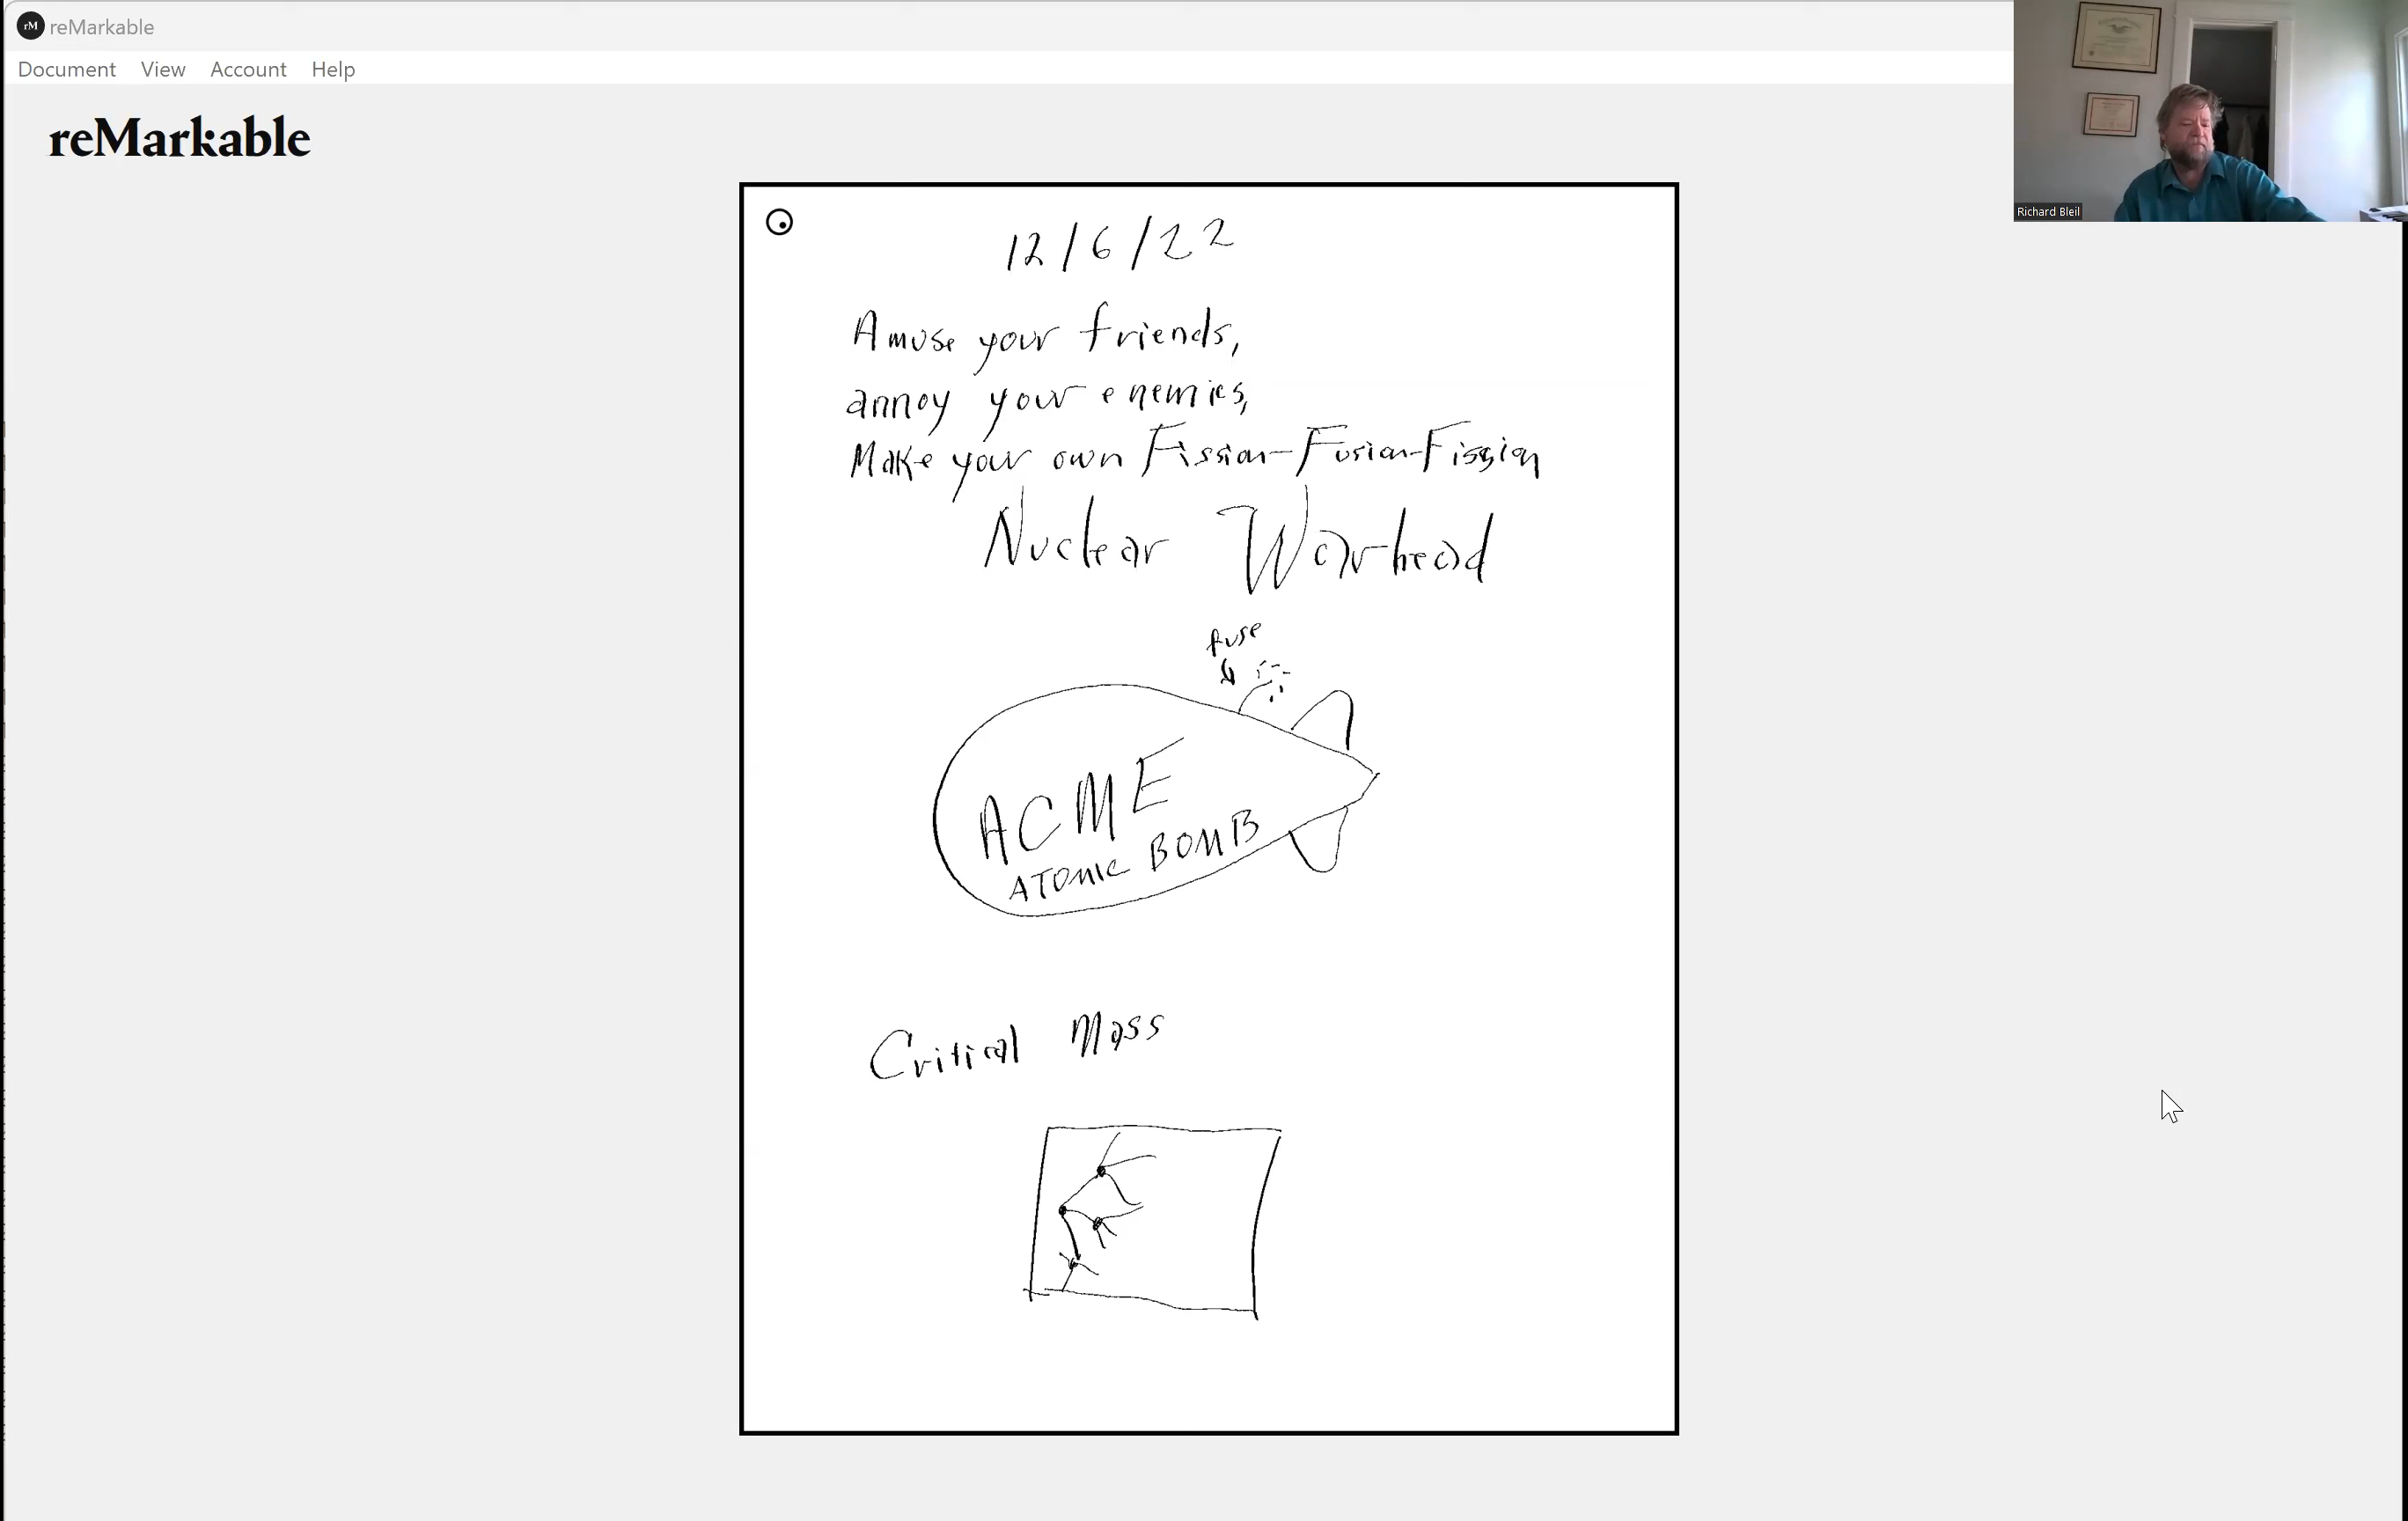 rM reMarkable
Document View Account Help
reMarkable
Richard Bleil
12/6/22
Amuse your friends,
annoy your enemies,
Make your own Fission-Fusion-Fission
Nuclear Warhead
fuse
ACME
ATOMIC BOMB
Critical Mass